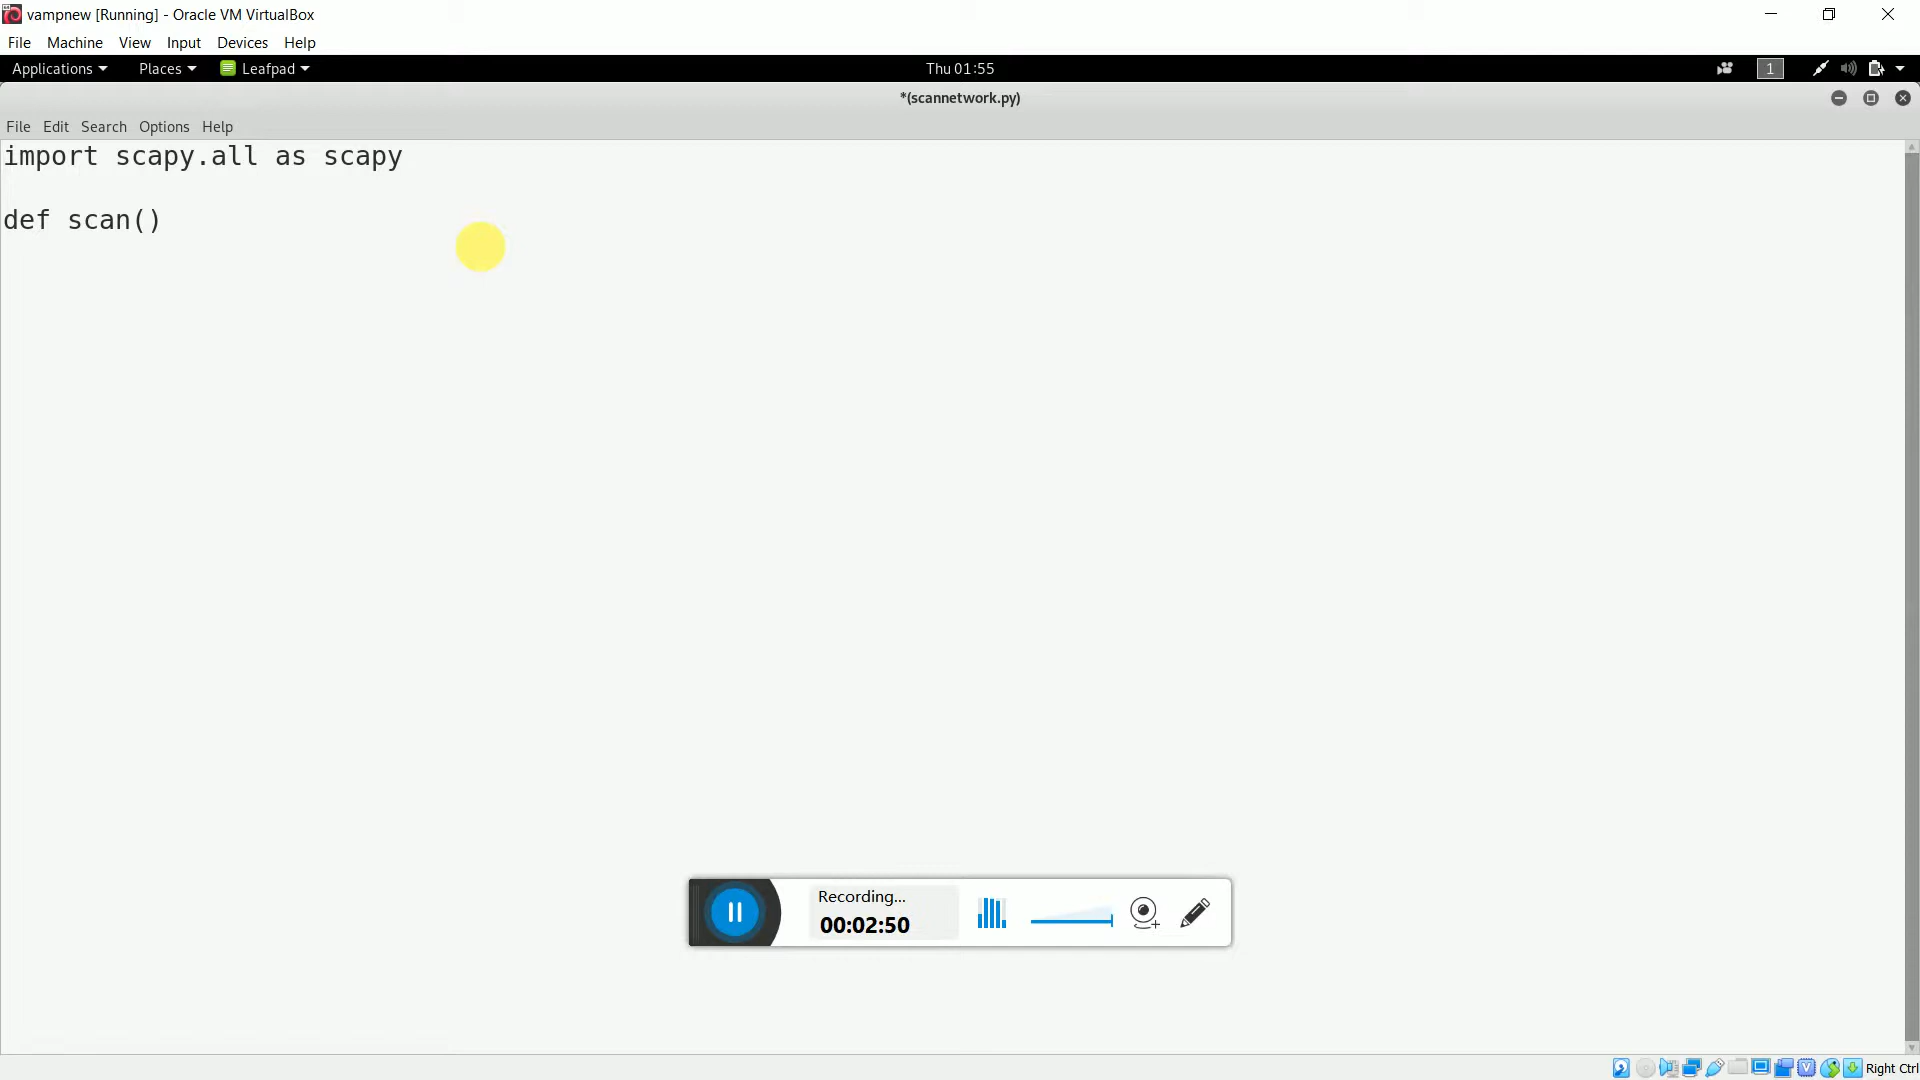 vampnew [Running] - Oracle VM VirtualBox
File Machine View Input Devices Help
Applications Places Leafpad Thu 01:55 1
*(scannetwork.py)
File Edit Search Options Help
import scapy.all as scapy
def scan()
Recording...
00:02:50
Right Ctrl